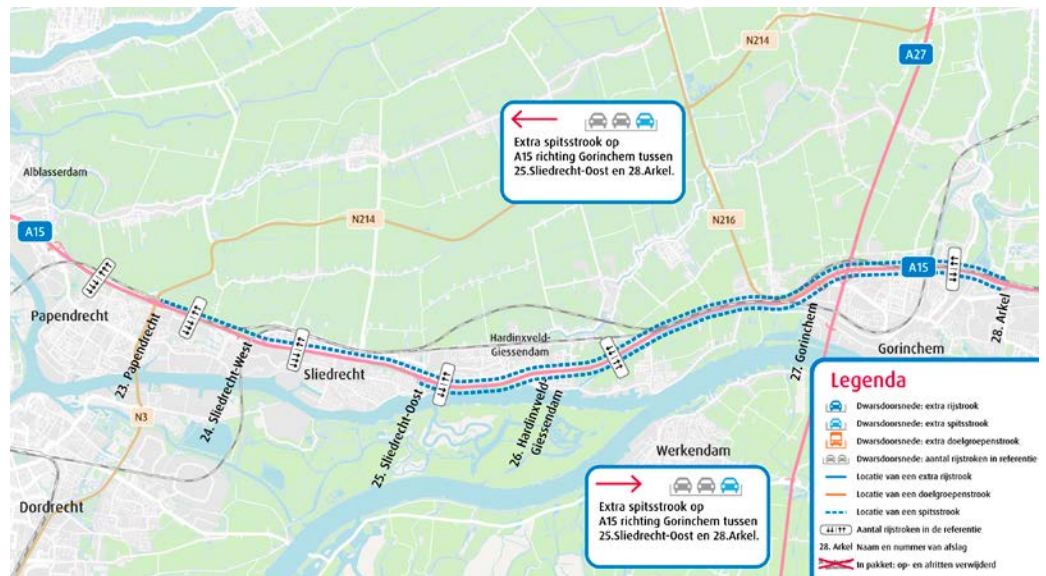 N214
A27
Extra spitsstrook op
A15 richting Gorinchem tussen
25.Sliedrecht-Oost en 28.Arkel.
Alblasserdam
N214
A15
N216
A15
Papendrecht
23. Papendrecht
24. Sliedrecht-West
Sliedrecht
25. Sliedrecht-Oost
Hardinxveld-
Giessendam
26. Hardinxveld-
Giessendam
27. Gorinchem
Gorinchem
28. Arkel
N3
Dordrecht
Werkendam
Extra spitsstrook op
A15 richting Gorinchem tussen
25.Sliedrecht-Oost en 28.Arkel.
Legenda
Dwarsdoorsnede: extra rijstrook
Dwarsdoorsnede: extra spitsstrook
Dwarsdoorsnede: extra doelgroepenstrook
Dwarsdoorsnede: aantal rijstroken in referentie
Locatie van een extra rijstrook
Locatie van een doelgroepenstrook
Locatie van een spitsstrook
Aantal rijstroken in de referentie
28. Arkel Naam en nummer van afslag
In pakket: op- en afritten verwijderd